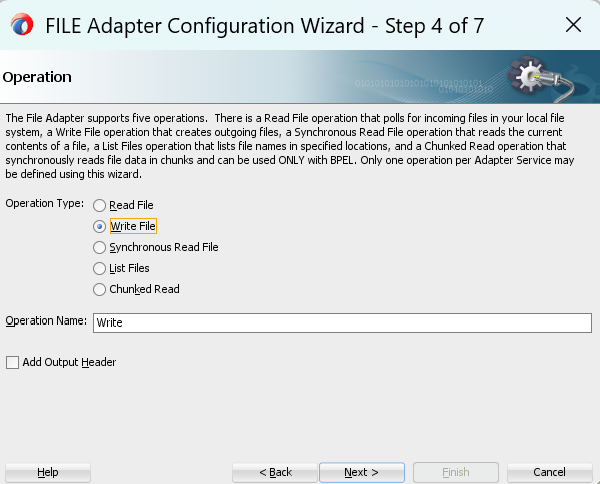 FILE Adapter Configuration Wizard - Step 4 of 7
Operation
The File Adapter supports five operations.  There is a Read File operation that polls for incoming files in your local file
system, a Write File operation that creates outgoing files, a Synchronous Read File operation that reads the current
contents of a file, a List Files operation that lists file names in specified locations, and a Chunked Read operation that
synchronously reads file data in chunks and can be used ONLY with BPEL. Only one operation per Adapter Service may
be defined using this wizard.
Operation Type:
Read File
Write File
Synchronous Read File
List Files
Chunked Read
Operation Name: Write
Add Output Header
Help
< Back
Next >
Finish
Cancel